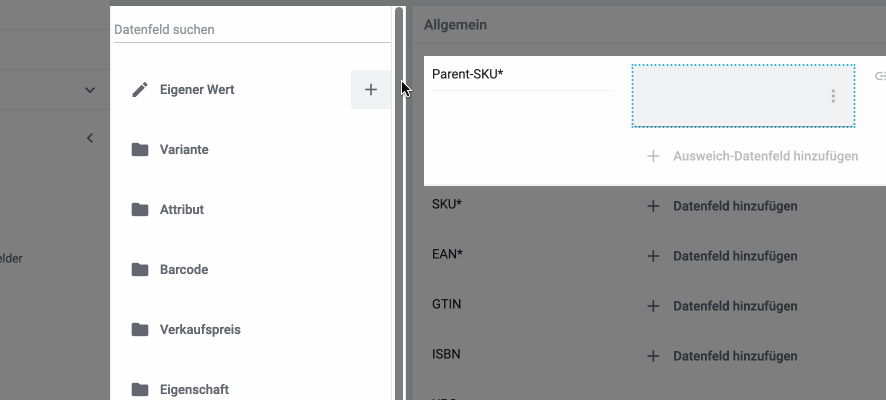 Datenfeld suchen
Eigener Wert
Variante
Attribut
Barcode
Verkaufspreis
Eigenschaft
elder
Allgemein
Parent-SKU*
Ausweich-Datenfeld hinzufügen
SKU*
Datenfeld hinzufügen
EAN*
Datenfeld hinzufügen
GTIN
Datenfeld hinzufügen
ISBN
Datenfeld hinzufügen